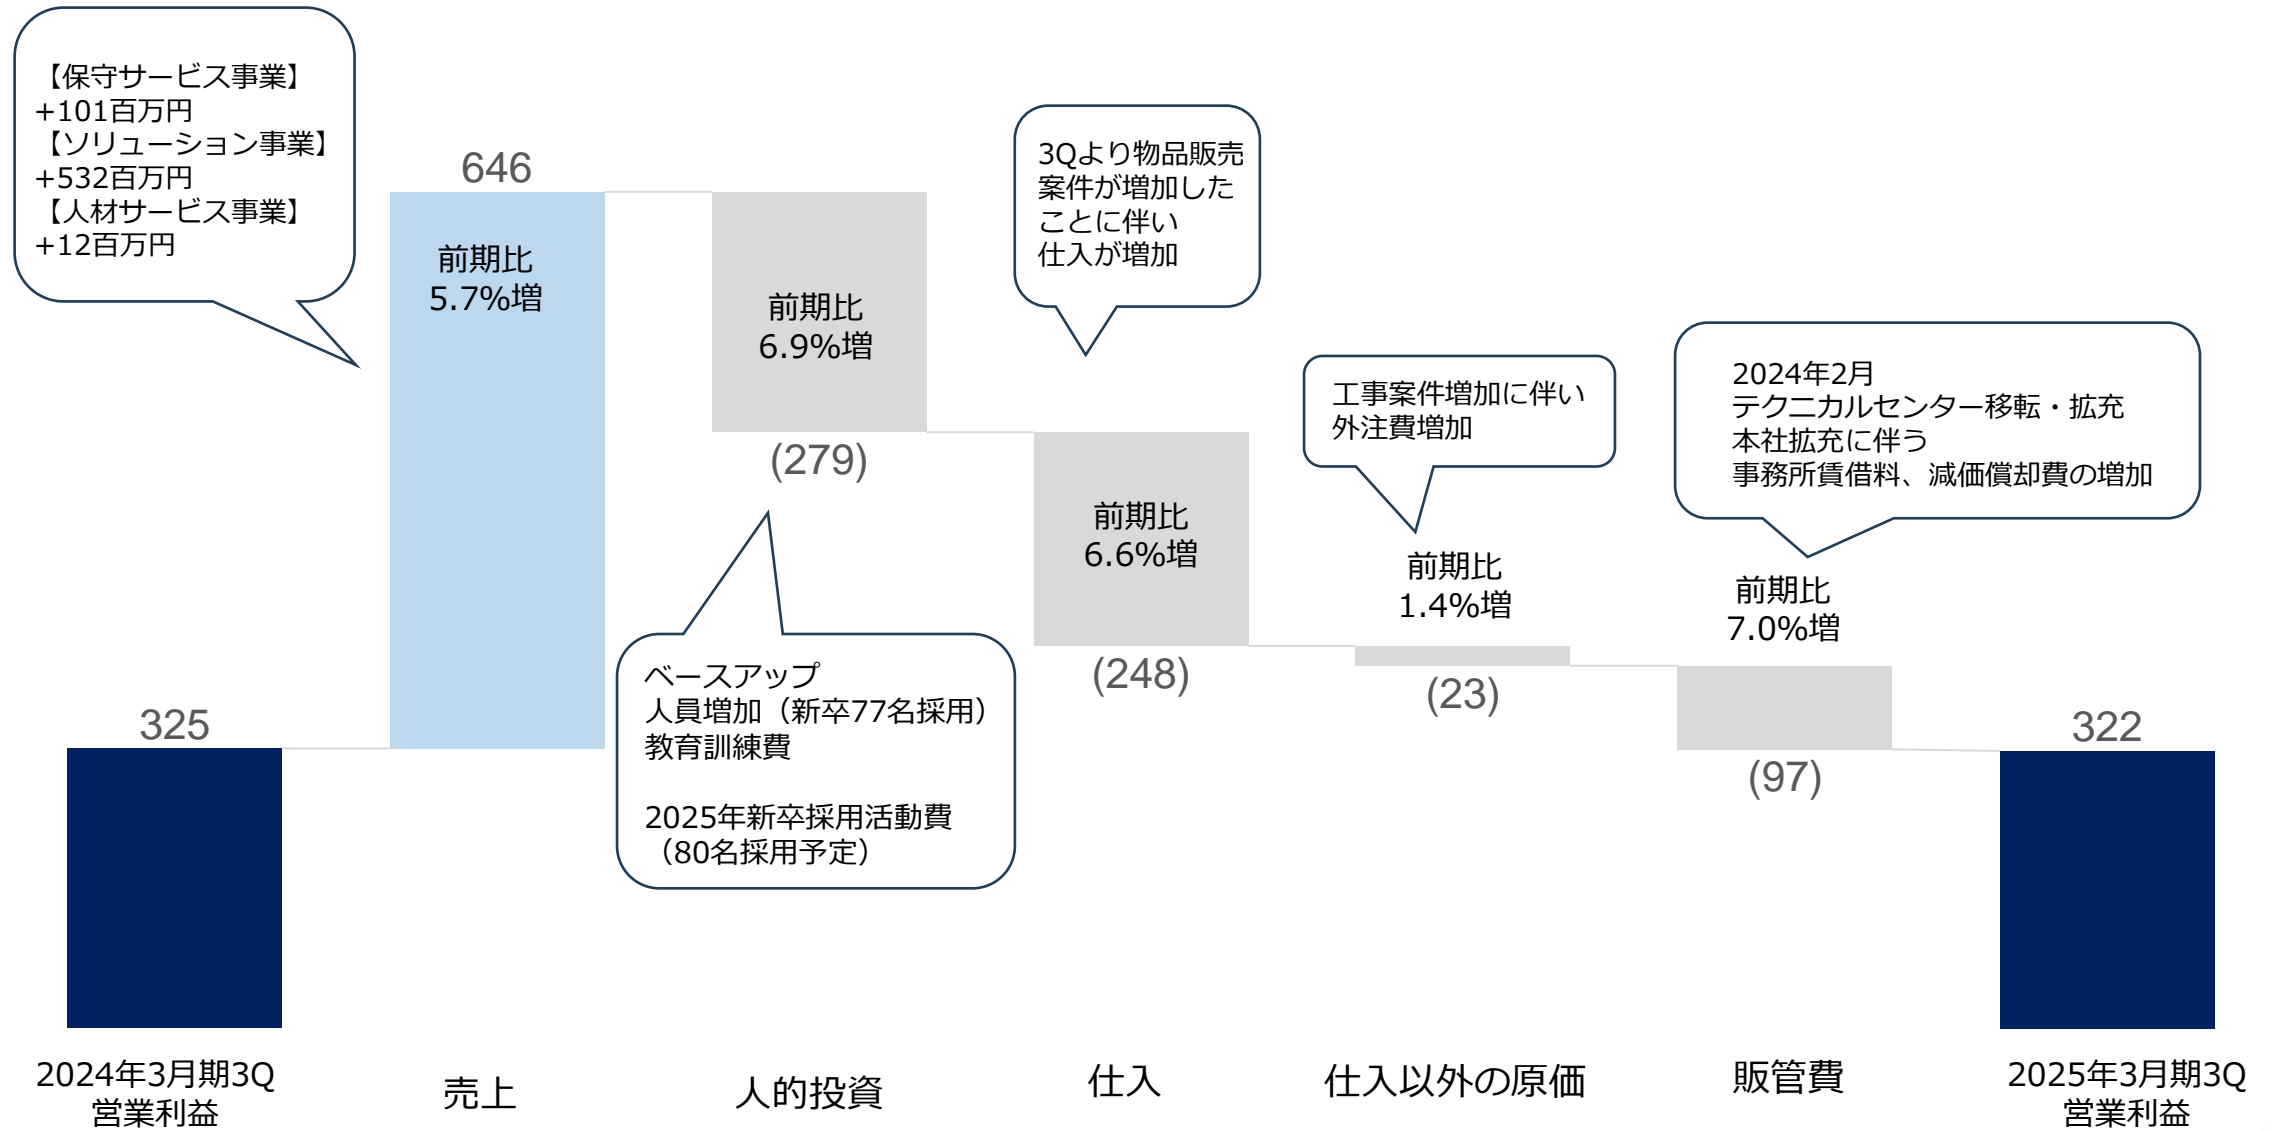 【保守サービス事業】
+101百万円
【ソリューション事業】
+532百万円
【人材サービス事業】
+12百万円
646
前期比
5.7%増
前期比
6.9%増
(279)
3Qより物品販売
案件が増加した
ことに伴い
仕入が増加
前期比
6.6%増
(248)
工事案件増加に伴い
外注費増加
前期比
1.4%増
(23)
2024年2月
テクニカルセンター移転・拡充
本社拡充に伴う
事務所賃借料、減価償却費の増加
前期比
7.0%増
(97)
ベースアップ
人員増加（新卒77名採用）
教育訓練費
2025年新卒採用活動費
（80名採用予定）
325
322
2024年3月期3Q
営業利益
売上
人的投資
仕入
仕入以外の原価
販管費
2025年3月期3Q
営業利益